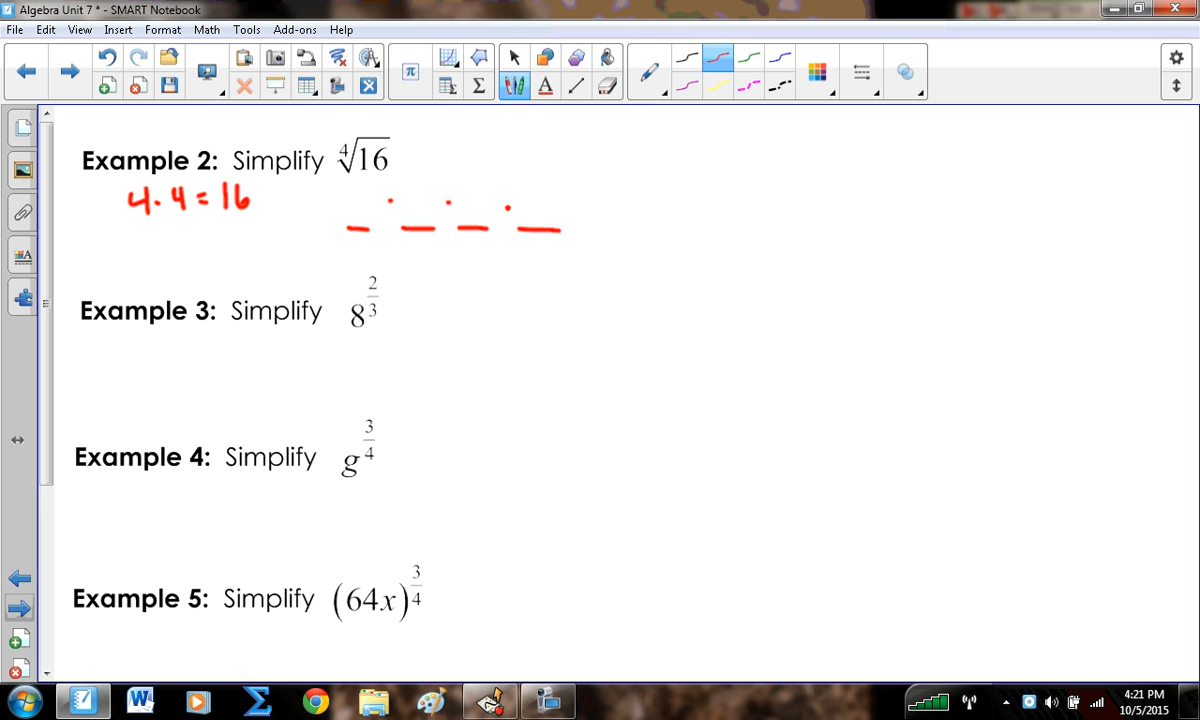 Algebra Unit 7 * - SMART Notebook
File Edit View Insert Format Math Tools Add-ons Help
Example 2: Simplify ∜16
4 · 4 = 16
_ · _ · _ · _
Example 3: Simplify 8^(2/3)
Example 4: Simplify g^(3/4)
Example 5: Simplify (64x)^(3/4)
4:21 PM
10/5/2015